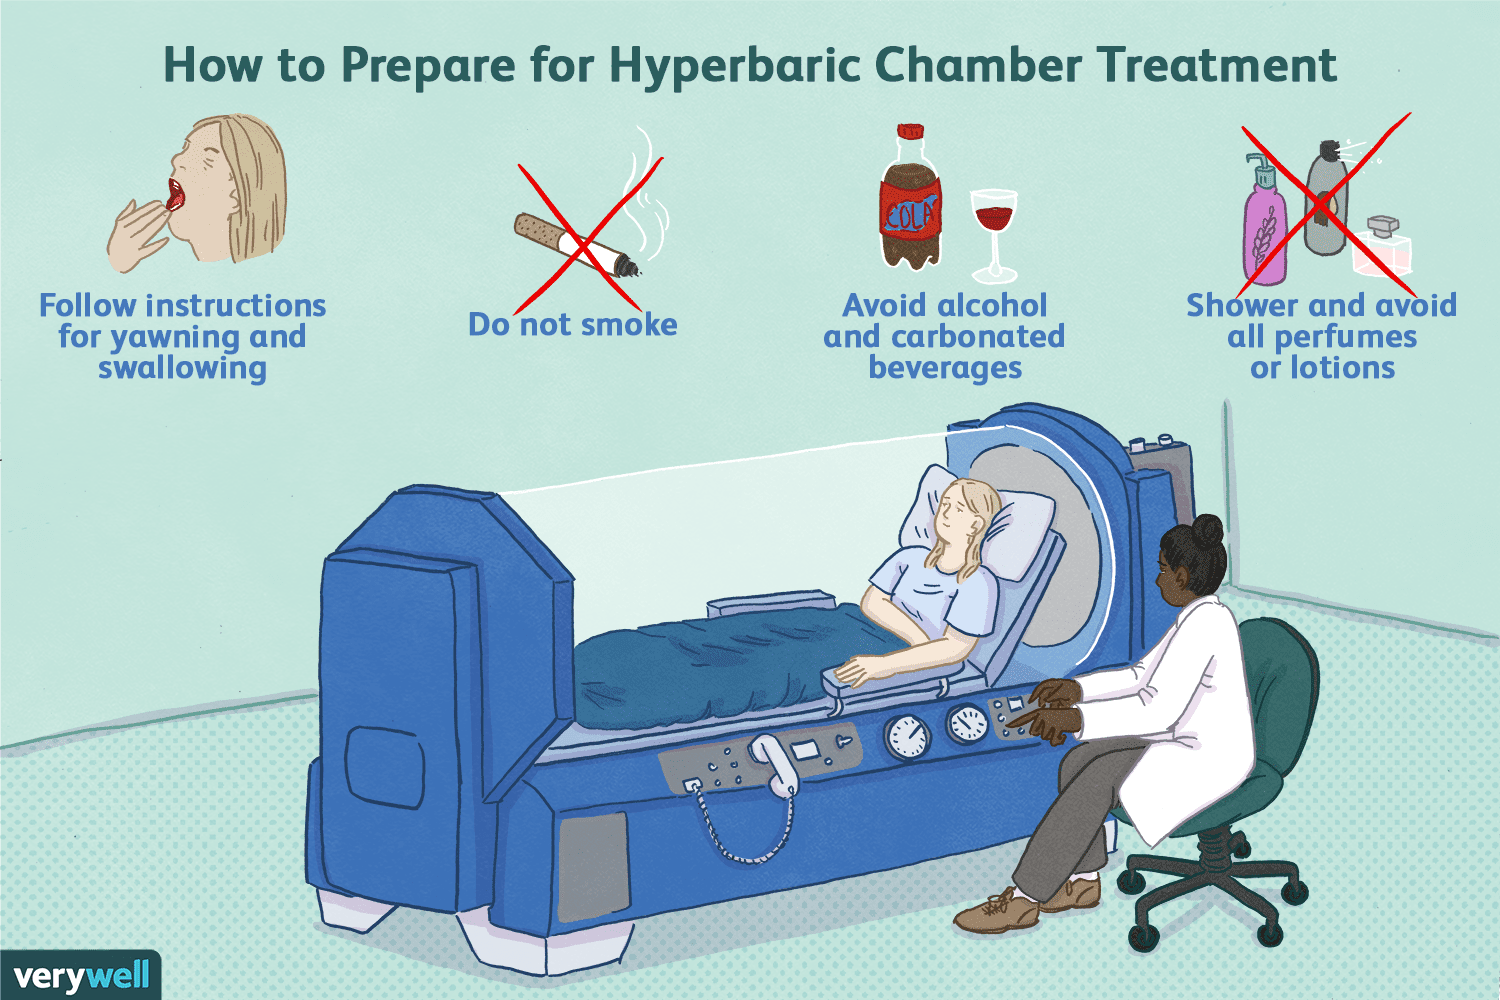 How to Prepare for Hyperbaric Chamber Treatment
Follow instructions
for yawning and
swallowing
Do not smoke
COLA
Avoid alcohol
and carbonated
beverages
Shower and avoid
all perfumes
or lotions
verywell